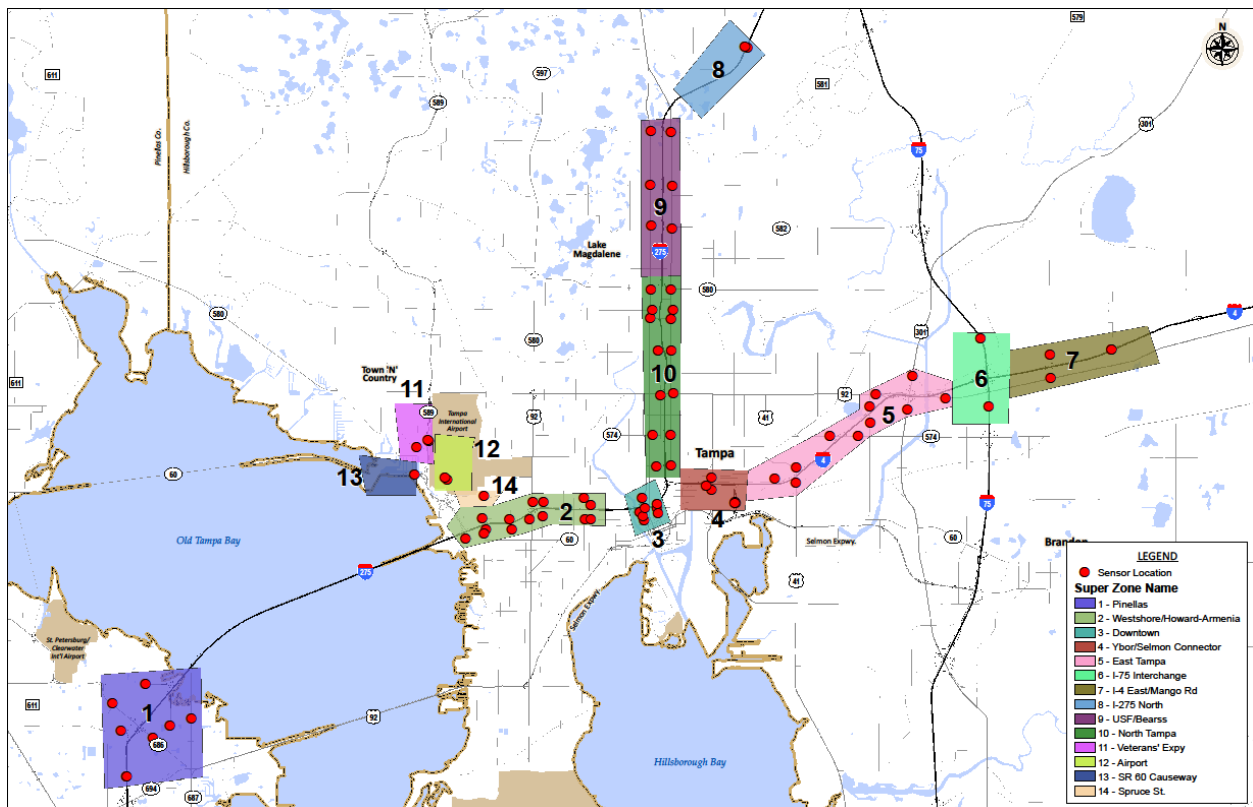 579
N
8
611
597
581
589
301
Pinellas Co.
Hillsborough Co.
75
9
582
Lake
Magdalene
275
580
580
4
301
580
7
611
Town 'N'
Country
10
6
11
92
589
Tampa
International
Airport
92
41
5
574
574
12
Tampa
60
13
4
14
2
4
75
3
60
Selmon Expwy.
60
Old Tampa Bay
Brandon
275
41
Selmon Expwy.
St. Petersburg/
Clearwater
Int'l Airport
611
1
92
686
Hillsborough Bay
694
687
LEGEND
Sensor Location
Super Zone Name
1 - Pinellas
2 - Westshore/Howard-Armenia
3 - Downtown
4 - Ybor/Selmon Connector
5 - East Tampa
6 - I-75 Interchange
7 - I-4 East/Mango Rd
8 - I-275 North
9 - USF/Bearss
10 - North Tampa
11 - Veterans' Expy
12 - Airport
13 - SR 60 Causeway
14 - Spruce St.